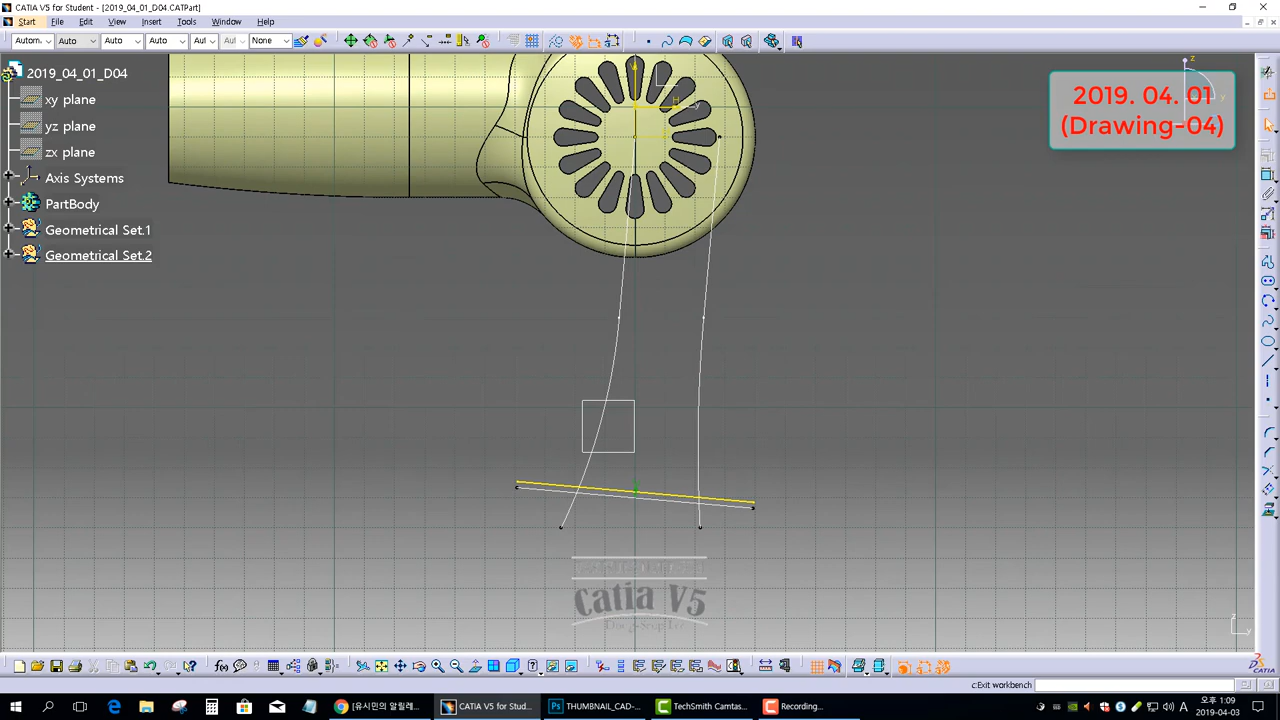 CATIA V5 for Student - [2019_04_01_D04.CATPart]
Start File Edit View Insert Tools Window Help
Autom. Auto Auto Auto Aul Aul None
2019_04_01_D04
xy plane
yz plane
zx plane
Axis Systems
PartBody
Geometrical Set.1
Geometrical Set.2
2019. 04. 01
(Drawing-04)
z
y
V
H
y
Catia V5
z
y
CATIA
c:Exit workbench
[유시민의 알릴레...
CATIA V5 for Stud...
THUMBNAIL_CAD-...
TechSmith Camtas...
Recording...
A
오후 1:09
2019-04-03